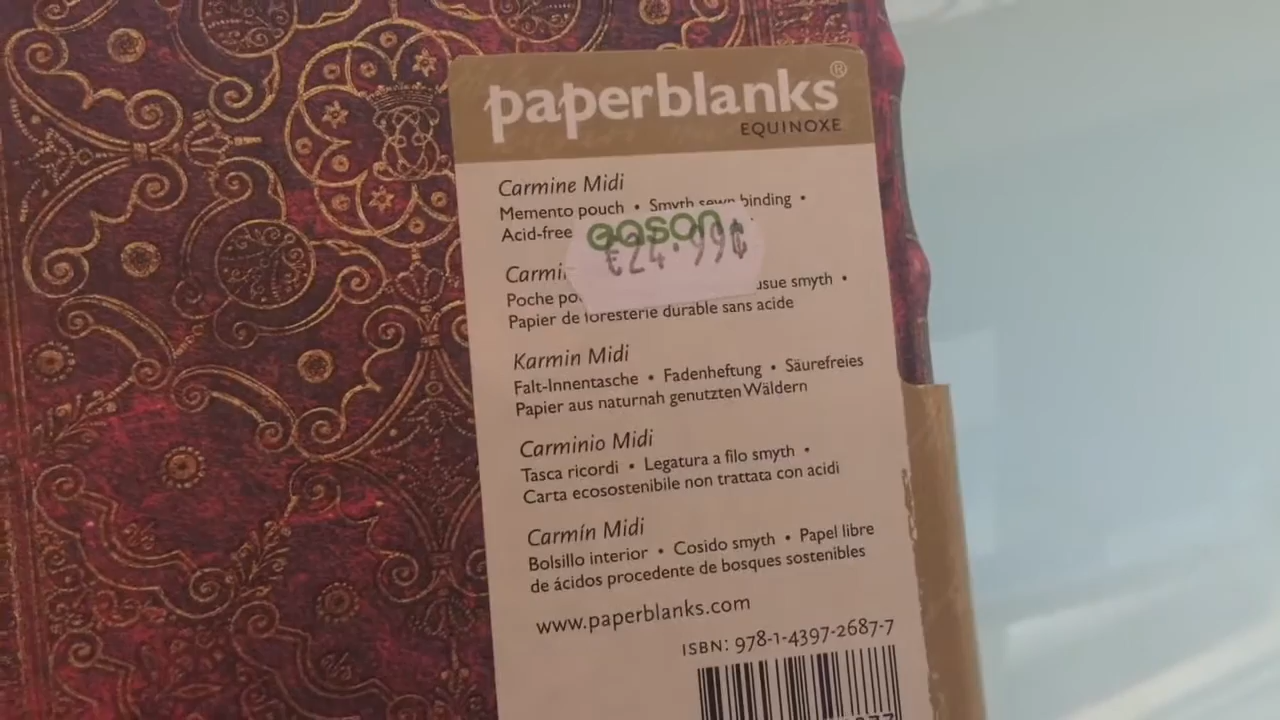 paperblanks®
EQUINOXE
Carmine Midi
Memento pouch • Smyth sewn binding •
Acid-free
eason
€24.99¢
Poche • smyth •
Papier de foresterie durable sans acide
Karmin Midi
Falt-Innentasche • Fadenheftung • Säurefreies
Papier aus naturnah genutzten Wäldern
Carminio Midi
Tasca ricordi • Legatura a filo smyth •
Carta ecosostenibile non trattata con acidi
Carmín Midi
Bolsillo interior • Cosido smyth • Papel libre
de ácidos procedente de bosques sostenibles
www.paperblanks.com
ISBN: 978-1-4397-2687-7